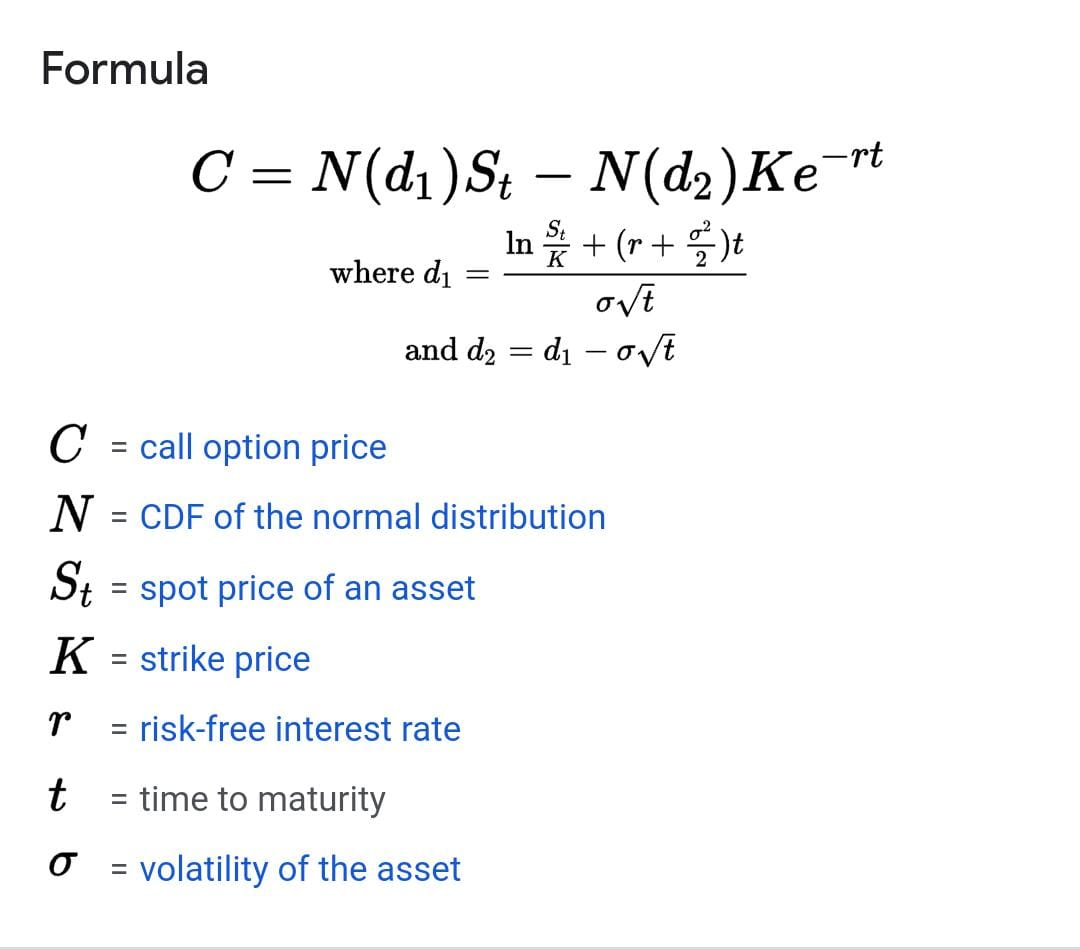 Formula
C = N(d₁)Sₜ − N(d₂)Ke⁻ʳᵗ
where d₁ = (ln Sₜ/K + (r + σ²/2)t) / σ√t
and d₂ = d₁ − σ√t
C = call option price
N = CDF of the normal distribution
Sₜ = spot price of an asset
K = strike price
r = risk-free interest rate
t = time to maturity
σ = volatility of the asset